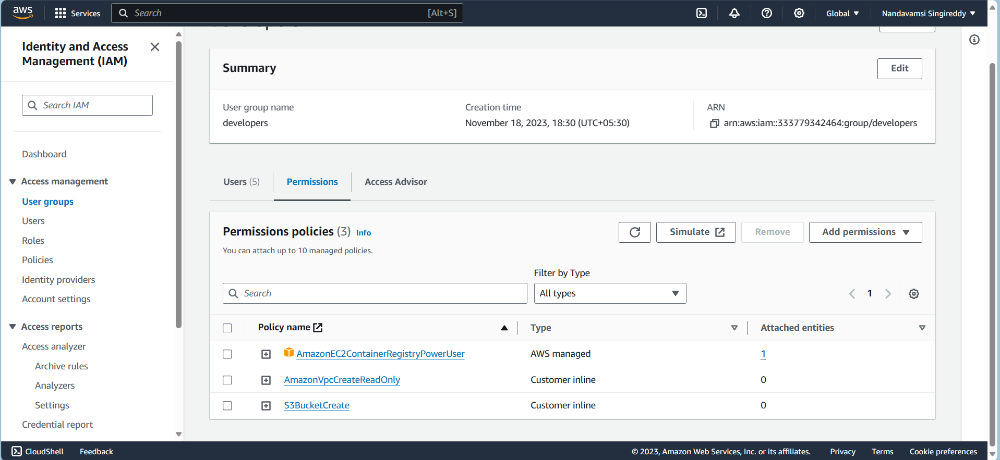 aws
Services
Search
[Alt+S]
Global
Nandavamsi Singireddy
Identity and Access
Management (IAM)
Search IAM
Dashboard
Access management
User groups
Users
Roles
Policies
Identity providers
Account settings
Access reports
Access analyzer
Archive rules
Analyzers
Settings
Credential report
Summary
Edit
User group name
developers
Creation time
November 18, 2023, 18:30 (UTC+05:30)
ARN
arn:aws:iam::333779342464:group/developers
Users (5)
Permissions
Access Advisor
Permissions policies (3) Info
You can attach up to 10 managed policies.
Simulate
Remove
Add permissions
Filter by Type
Search
All types
1
Policy name
Type
Attached entities
AmazonEC2ContainerRegistryPowerUser
AWS managed
1
AmazonVpcCreateReadOnly
Customer inline
0
S3BucketCreate
Customer inline
0
CloudShell
Feedback
© 2023, Amazon Web Services, Inc. or its affiliates.
Privacy
Terms
Cookie preferences